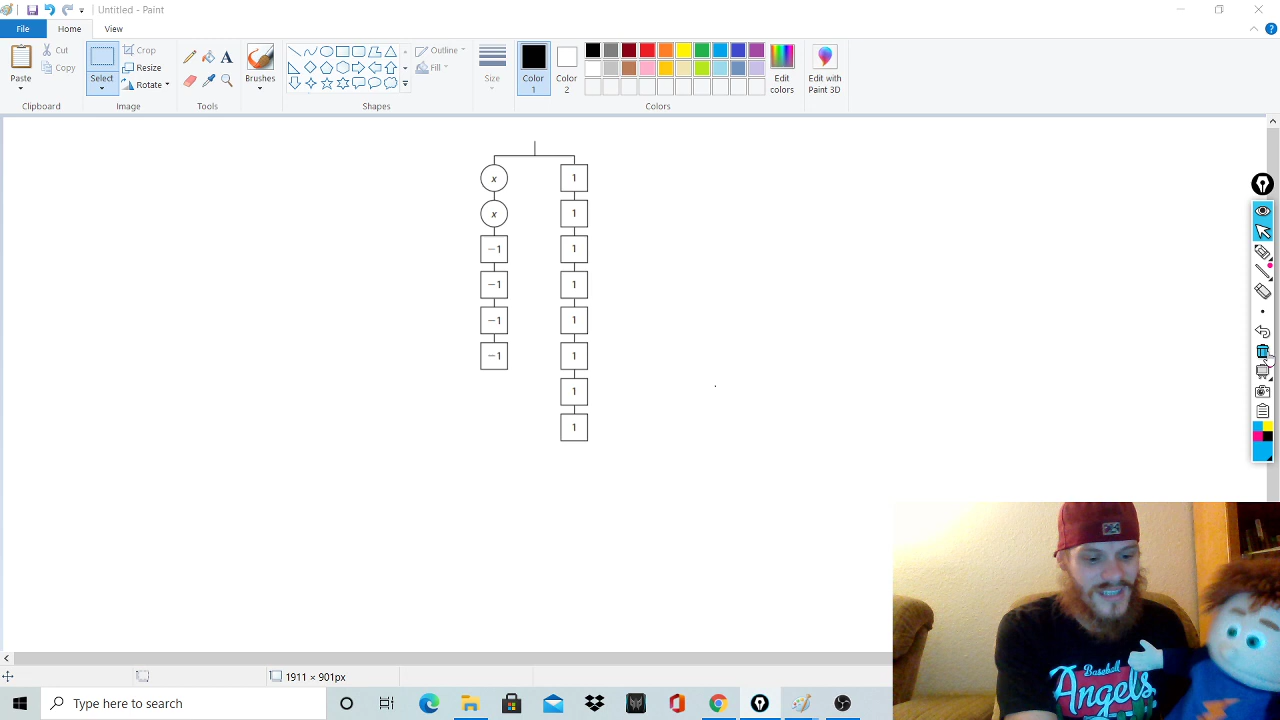 Untitled - Paint
File Home View
Paste
Cut
Copy
Clipboard
Select
Crop
Resize
Rotate
Image
A
Tools
Brushes
Outline
Fill
Shapes
Size
Color 1
Color 2
Edit colors
Colors
Edit with Paint 3D
x 1
x 1
−1 1
−1 1
−1 1
−1 1
1
1
Baseball
Angels
1911 × 901px
Type here to search